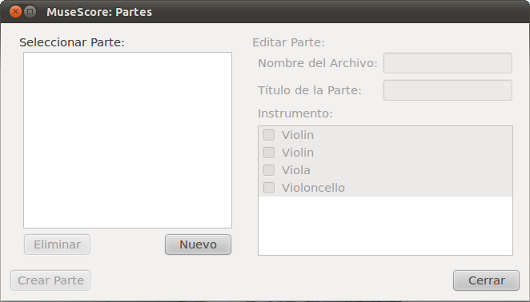 MuseScore: Partes
Seleccionar Parte:
Editar Parte:
Nombre del Archivo:
Título de la Parte:
Instrumento:
Violin
Violin
Viola
Violoncello
Eliminar
Nuevo
Crear Parte
Cerrar